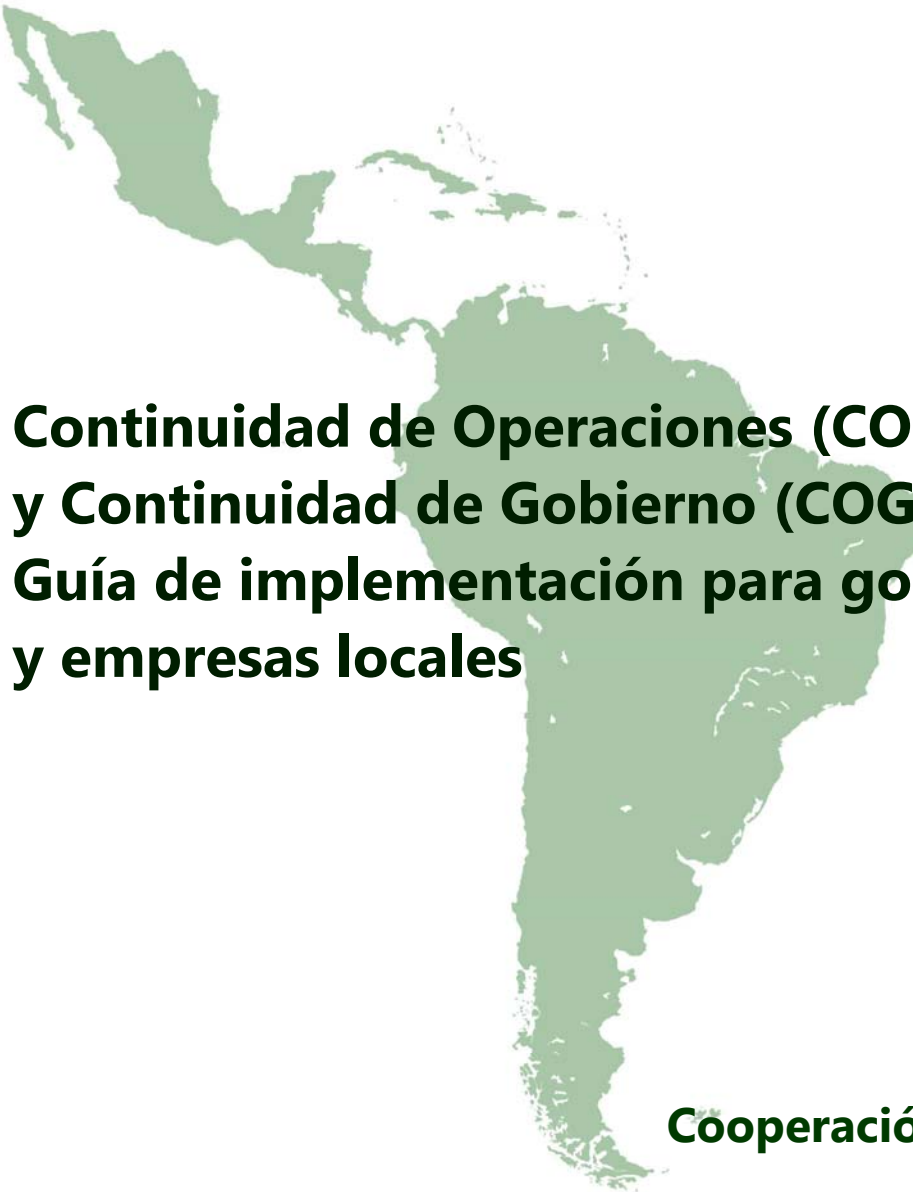 Continuidad de Operaciones (CO
y Continuidad de Gobierno (COG
Guía de implementación para go
y empresas locales
Cooperació